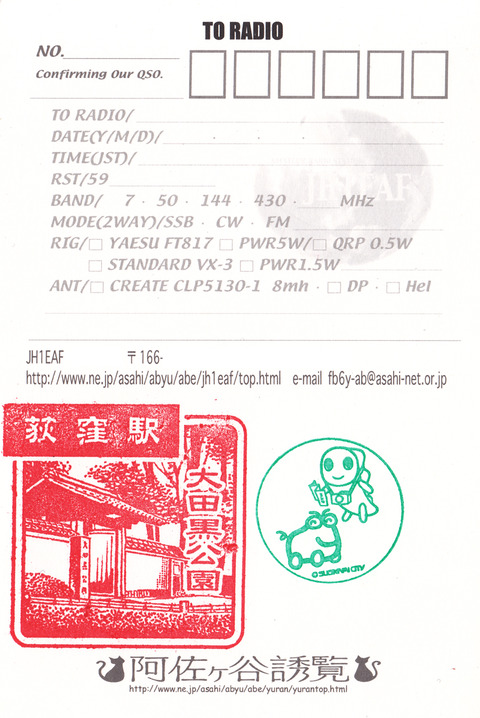 TO RADIO
NO.
Confirming Our QSO.
TO RADIO/
DATE(Y/M/D)/ . . .
TIME(JST)/
JH1EAF
RST/59
BAND/ 7 · 50 · 144 · 430 · MHz
MODE(2WAY)/SSB · CW · FM
RIG/□ YAESU FT817 □ PWR5W/□ QRP 0.5W
□ STANDARD VX-3 □ PWR1.5W
ANT/□ CREATE CLP5130-1 8mh · □ DP · □ Hel
JH1EAF 〒166-
http://www.ne.jp/asahi/abyu/abe/jh1eaf/top.html e-mail fb6y-ab@asahi-net.or.jp
荻窪駅
大田黒公園
阿佐ヶ谷誘覧
http://www.ne.jp/asahi/abyu/abe/yuran/yurantop.html